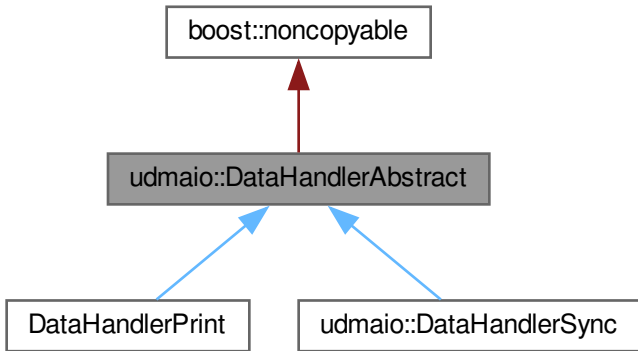 boost::noncopyable
udmaio::DataHandlerAbstract
DataHandlerPrint
udmaio::DataHandlerSync